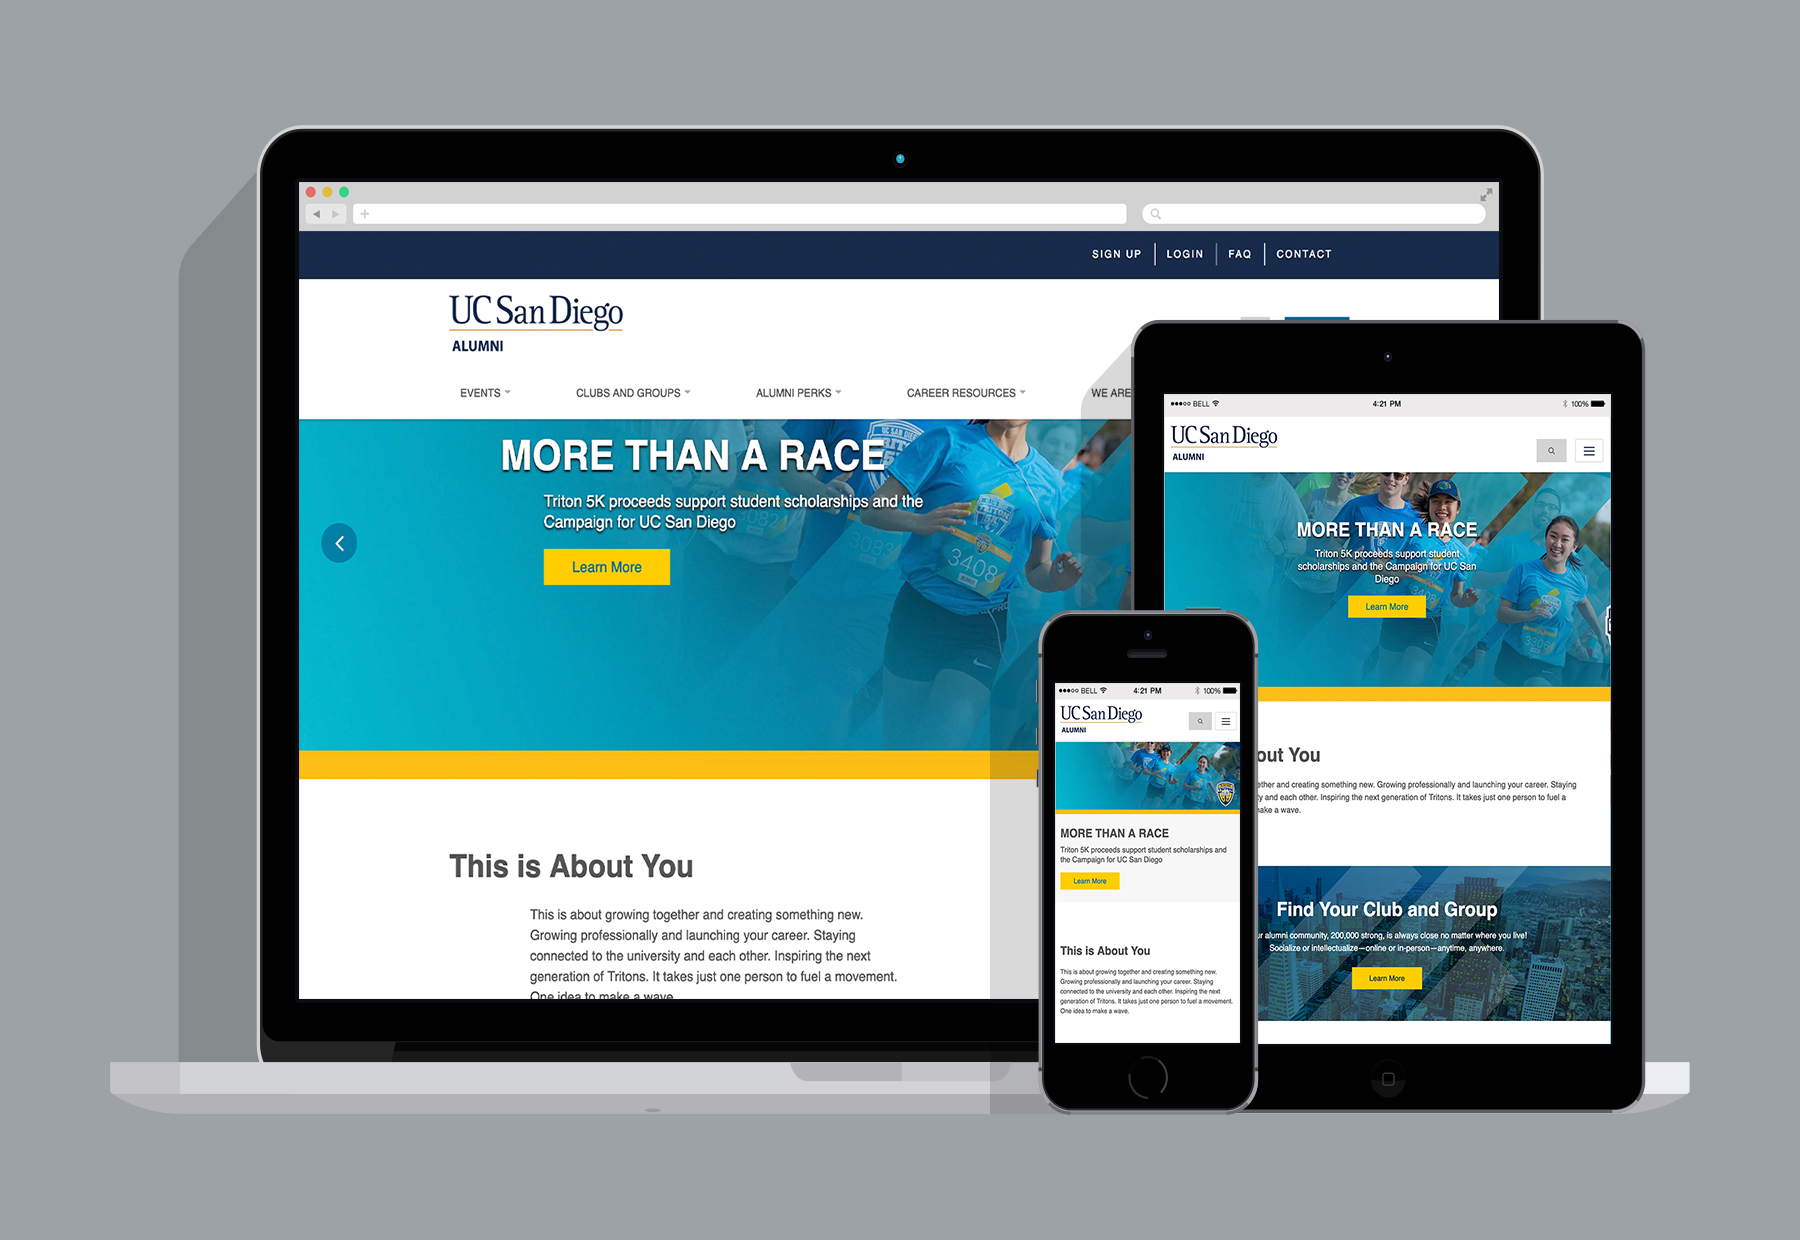 SIGN UP LOGIN FAQ CONTACT
UC San Diego
ALUMNI
EVENTS CLUBS AND GROUPS ALUMNI PERKS CAREER RESOURCES WE ARE
MORE THAN A RACE
Triton 5K proceeds support student scholarships and the
Campaign for UC San Diego
Learn More
3408
This is About You
This is about growing together and creating something new.
Growing professionally and launching your career. Staying
connected to the university and each other. Inspiring the next
generation of Tritons. It takes just one person to fuel a movement.
One idea to make a wave.
BELL 4:21 PM 100%
UC San Diego
ALUMNI
MORE THAN A RACE
Triton 5K proceeds support student
scholarships and the Campaign for UC San
Diego
Learn More
out You
ether and creating something new. Growing professionally and launching your career. Staying
y and each other. Inspiring the next generation of Tritons. It takes just one person to fuel a
ake a wave.
Find Your Club and Group
r alumni community, 200,000 strong, is always close no matter where you live!
Socialize or intellectualize—online or in-person—anytime, anywhere.
Learn More
BELL 4:21 PM 100%
UC San Diego
ALUMNI
MORE THAN A RACE
Triton 5K proceeds support student scholarships and
the Campaign for UC San Diego
Learn More
This is About You
This is about growing together and creating something new.
Growing professionally and launching your career. Staying
connected to the university and each other. Inspiring the next
generation of Tritons. It takes just one person to fuel a movement.
One idea to make a wave.